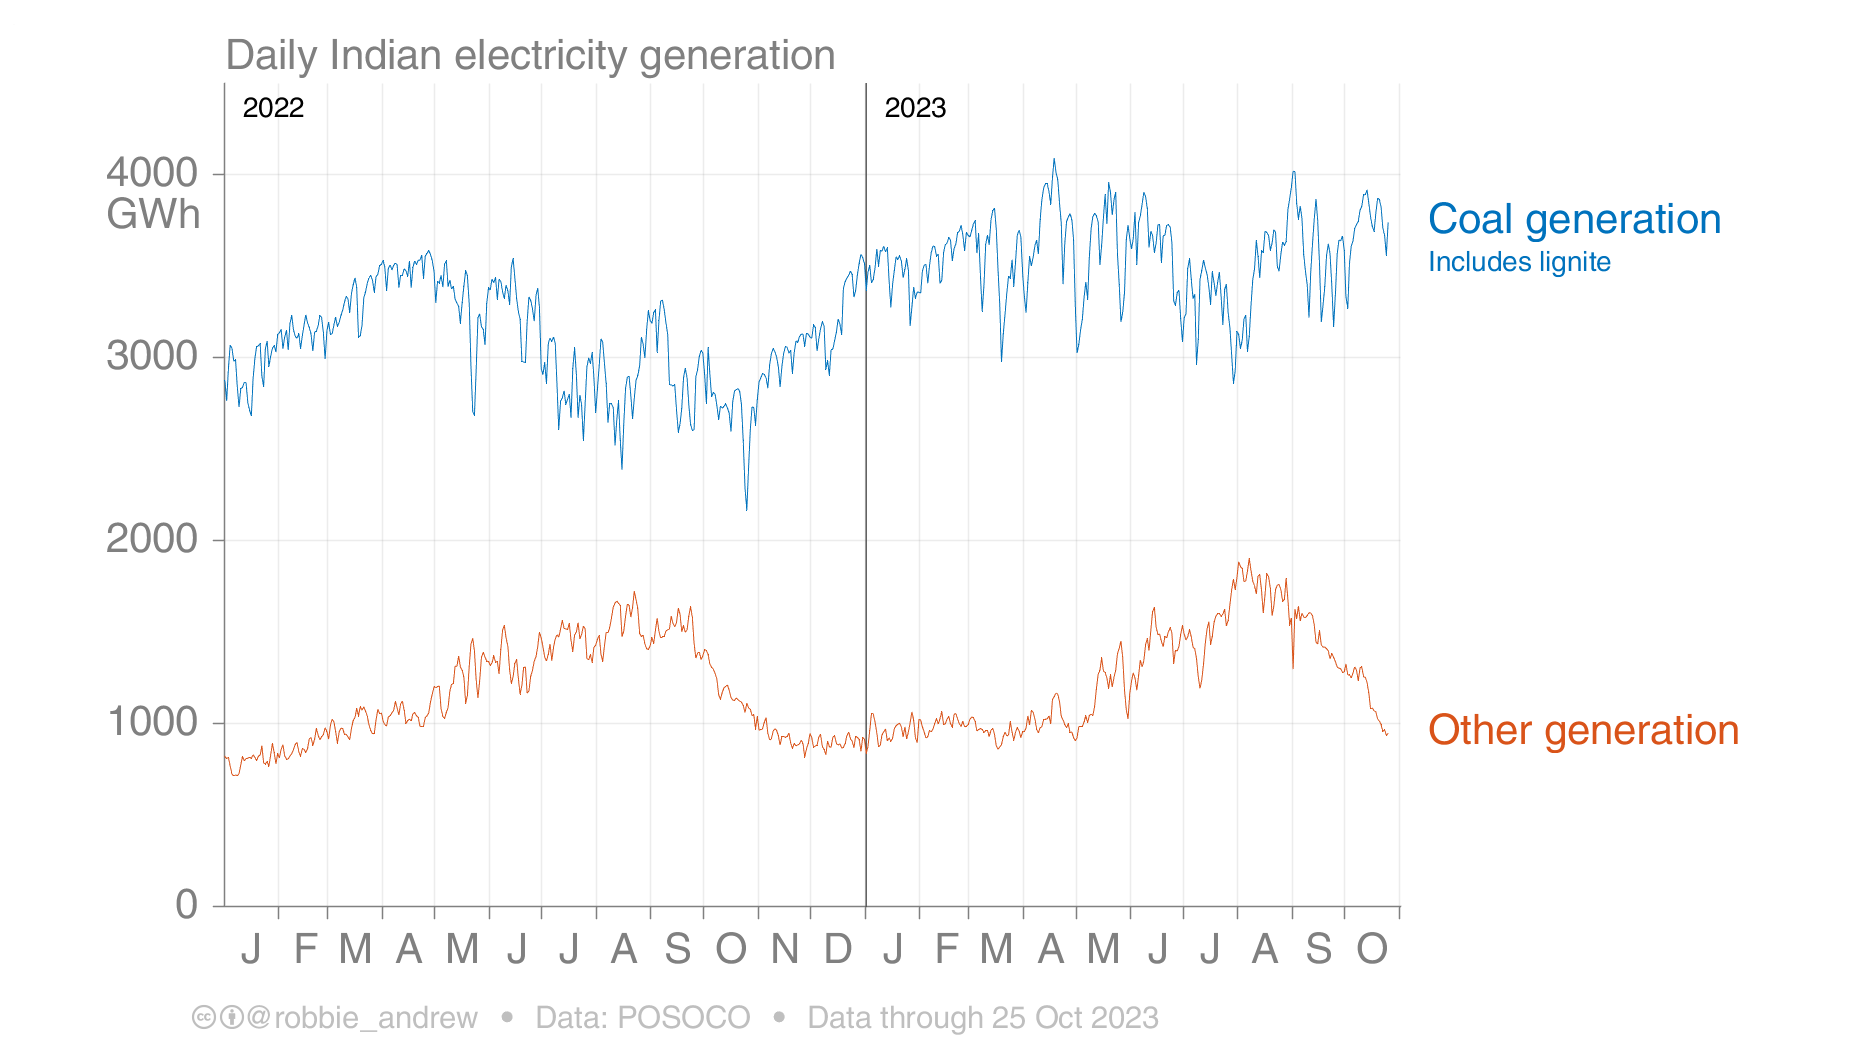 Daily Indian electricity generation
2022
2023
4000
GWh
3000
2000
1000
0
Coal generation
Includes lignite
Other generation
J F M A M J J A S O N D J F M A M J J A S O
cc @robbie_andrew • Data: POSOCO • Data through 25 Oct 2023